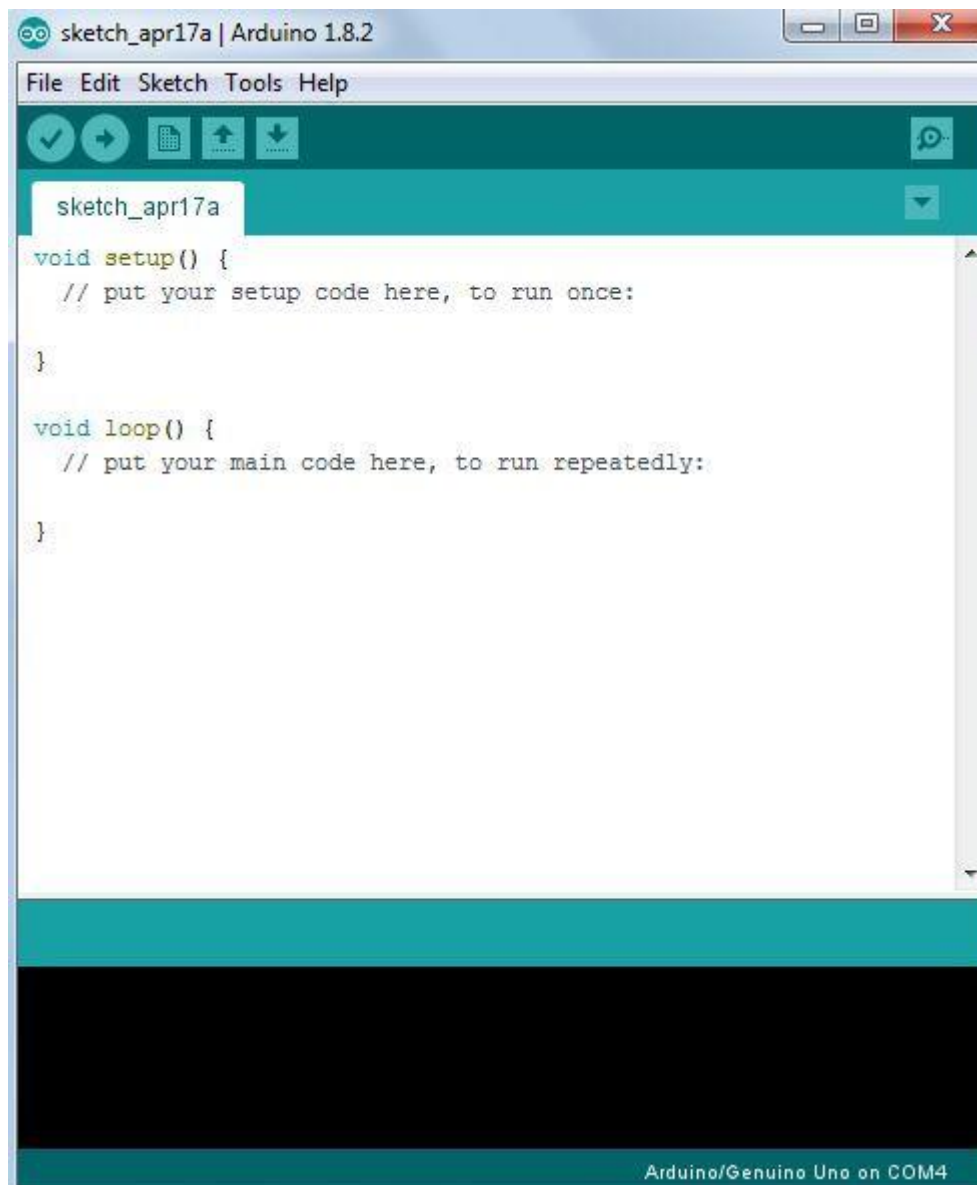 sketch_apr17a | Arduino 1.8.2
File Edit Sketch Tools Help
sketch_apr17a
void setup() {
  // put your setup code here, to run once:
}
void loop() {
  // put your main code here, to run repeatedly:
}
Arduino/Genuino Uno on COM4